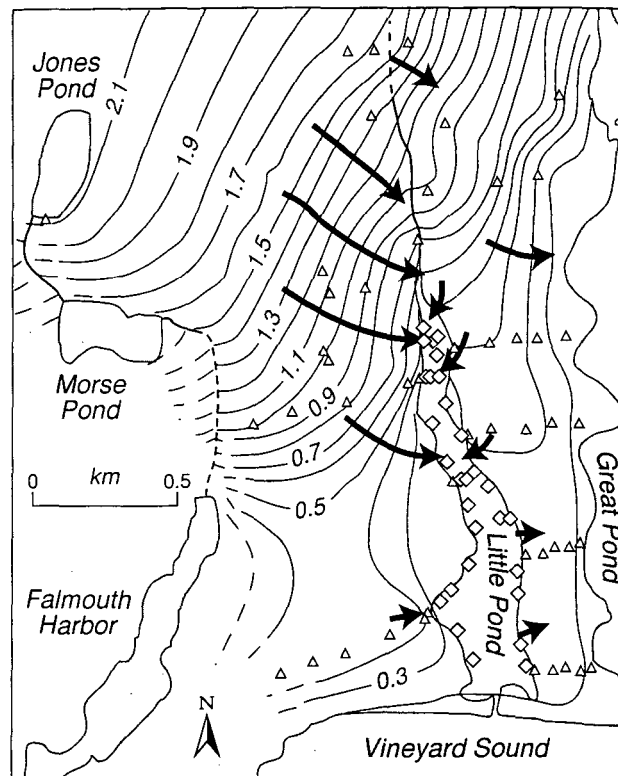 Jones
Pond
2.1
1.9
1.7
1.5
1.3
1.1
0.9
0.7
0.5
0.3
Morse
Pond
0 km 0.5
Falmouth
Harbor
N
Little Pond
Great Pond
Vineyard Sound